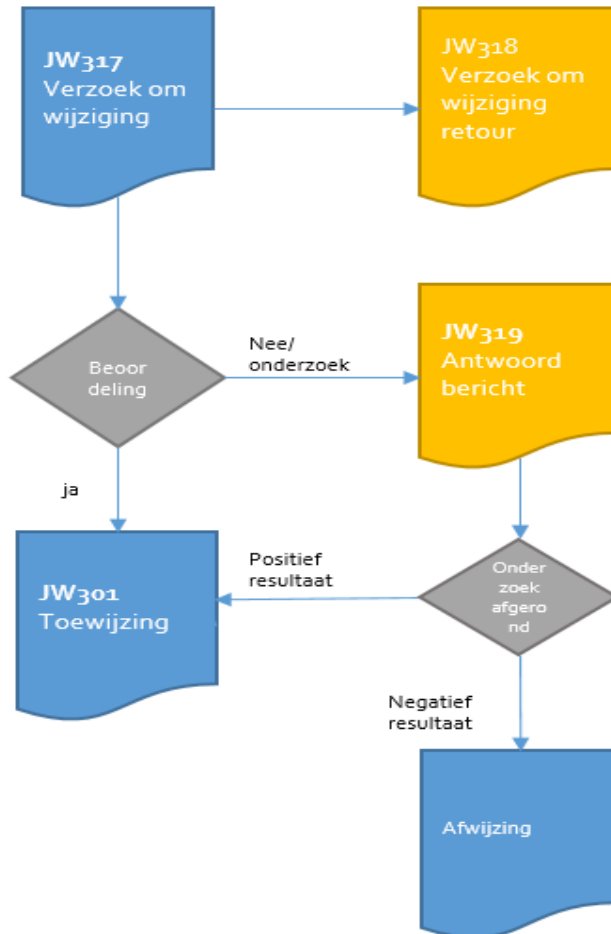 JW317
Verzoek om
wijziging
JW318
Verzoek om
wijziging
retour
Beoor
deling
Nee/
onderzoek
JW319
Antwoord
bericht
ja
JW301
Toewijzing
Positief
resultaat
Onder
zoek
afgero
nd
Negatief
resultaat
Afwijzing